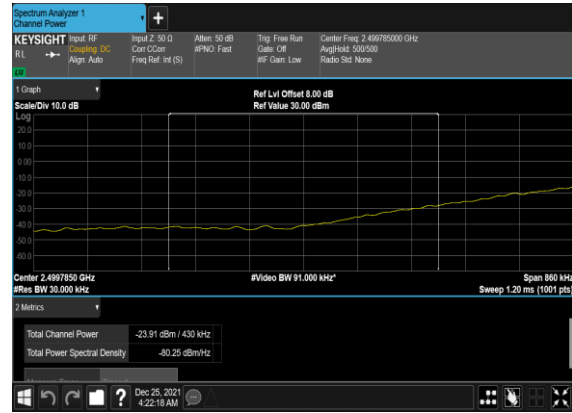 Spectrum Analyzer 1
Channel Power
KEYSIGHT
RL
Input: RF
Coupling: DC
Align: Auto
Input Z: 50 Ω
Corr CCorr
Freq Ref: Int (S)
Atten: 50 dB
#PNO: Fast
Trig: Free Run
Gate: Off
#IF Gain: Low
Center Freq: 2.499785000 GHz
Avg|Hold: 500/500
Radio Std: None
1 Graph
Scale/Div 10.0 dB
Ref Lvl Offset 8.00 dB
Ref Value 30.00 dBm
Log
20.0
10.0
0.00
-10.0
-20.0
-30.0
-40.0
-50.0
-60.0
Center 2.4997850 GHz
#Res BW 30.000 kHz
#Video BW 91.000 kHz*
Span 860 kHz
Sweep 1.20 ms (1001 pts)
2 Metrics
Total Channel Power -23.91 dBm / 430 kHz
Total Power Spectral Density -80.25 dBm/Hz
?
Dec 25, 2021
4:22:18 AM